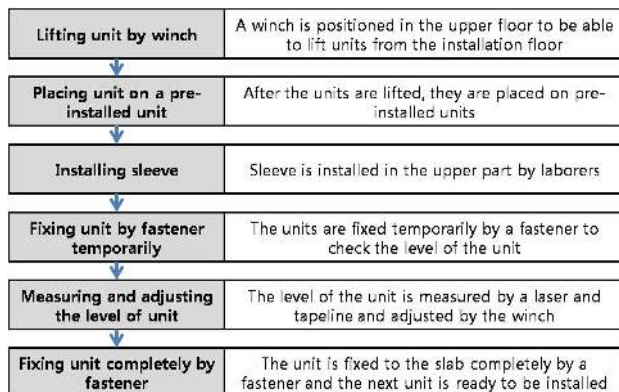 Lifting unit by winch
A winch is positioned in the upper floor to be able
to lift units from the installation floor
Placing unit on a pre-
installed unit
After the units are lifted, they are placed on pre-
installed units
Installing sleeve
Sleeve is installed in the upper part by laborers
Fixing unit by fastener
temporarily
The units are fixed temporarily by a fastener to
check the level of the unit
Measuring and adjusting
the level of unit
The level of the unit is measured by a laser and
tapeline and adjusted by the winch
Fixing unit completely by
fastener
The unit is fixed to the slab completely by a
fastener and the next unit is ready to be installed